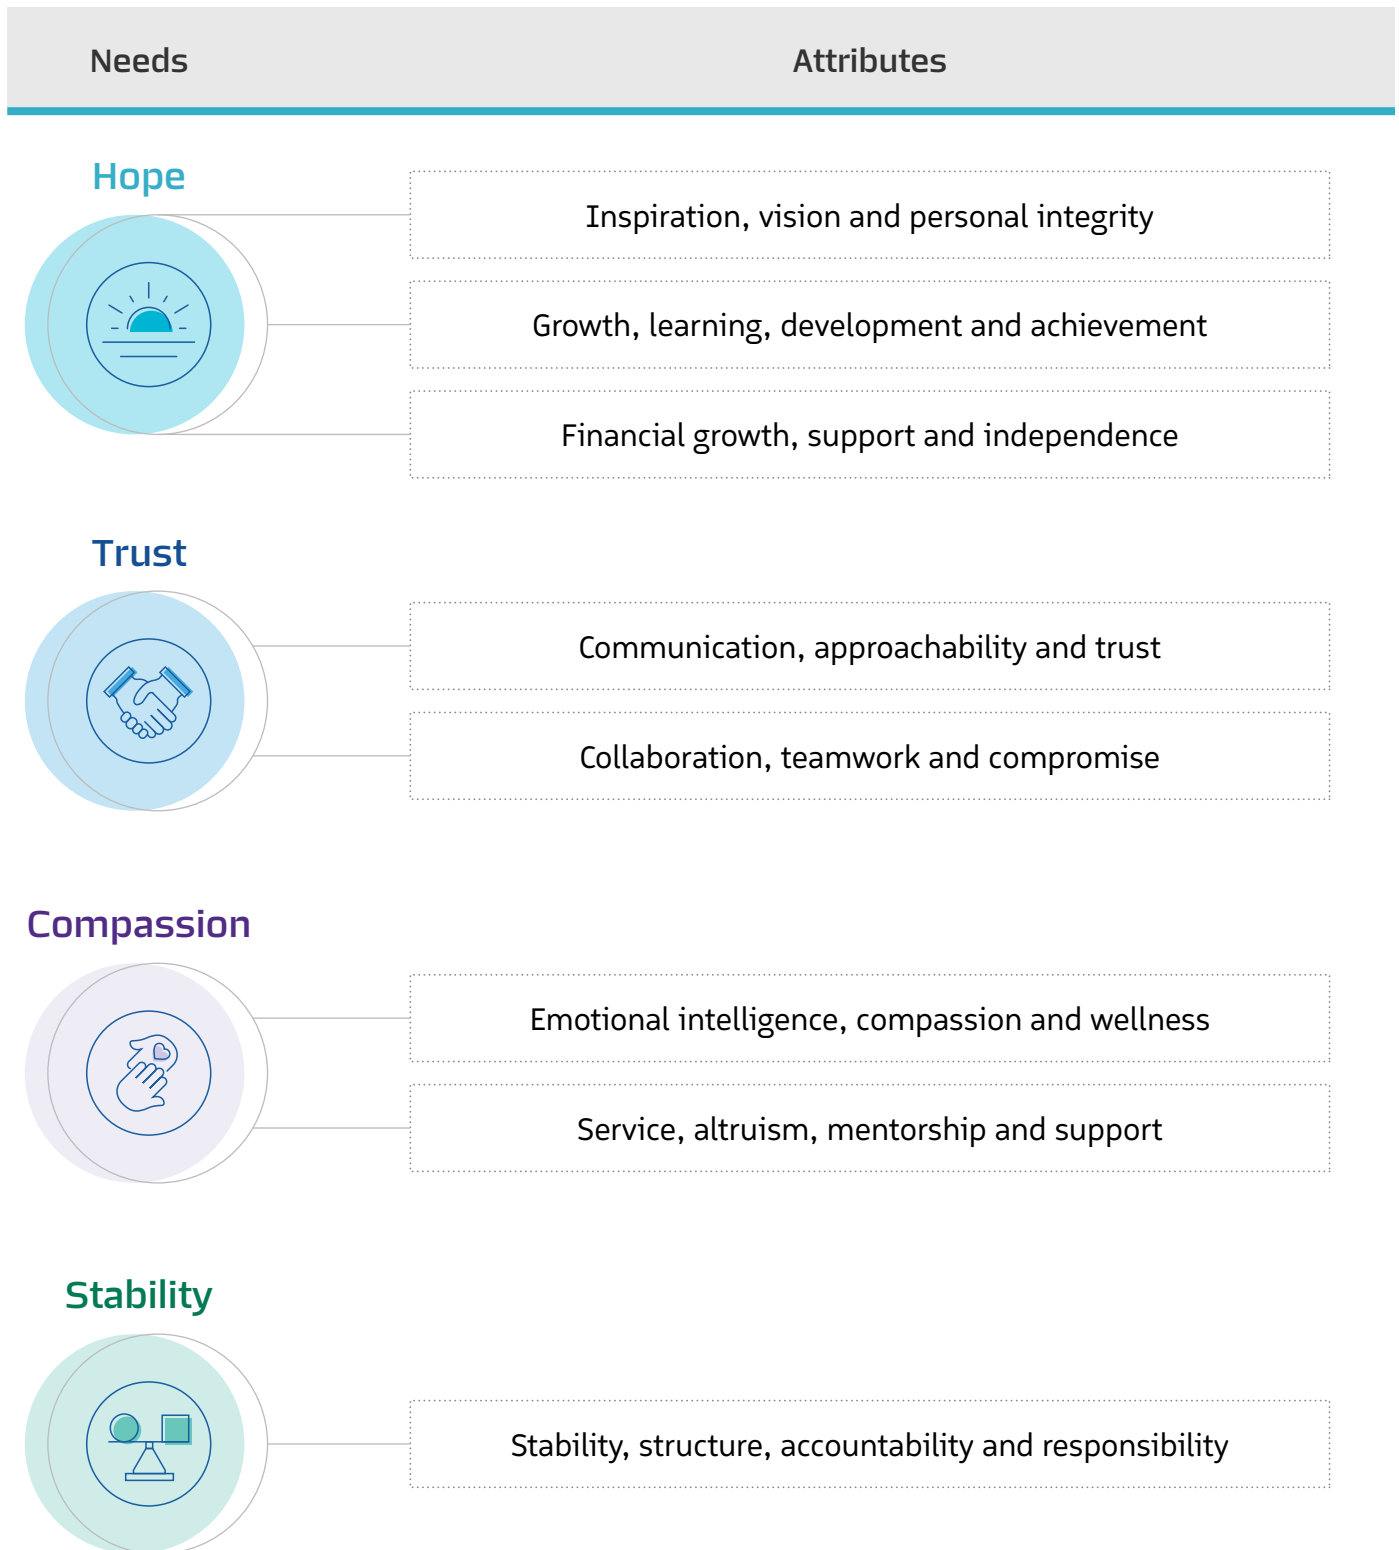 Needs Attributes
Hope
Inspiration, vision and personal integrity
Growth, learning, development and achievement
Financial growth, support and independence
Trust
Communication, approachability and trust
Collaboration, teamwork and compromise
Compassion
Emotional intelligence, compassion and wellness
Service, altruism, mentorship and support
Stability
Stability, structure, accountability and responsibility